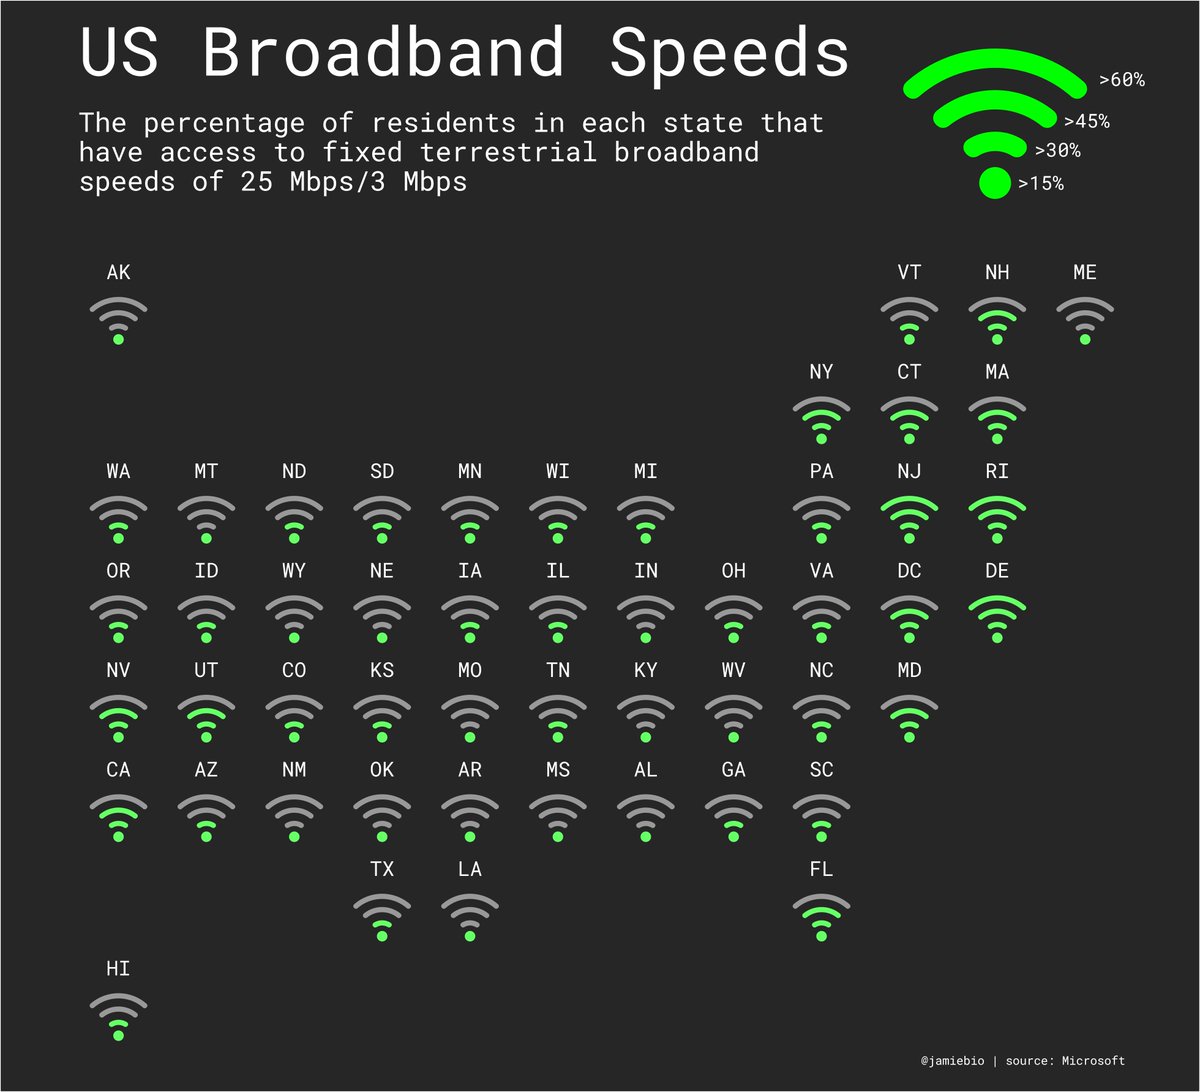 US Broadband Speeds
The percentage of residents in each state that
have access to fixed terrestrial broadband
speeds of 25 Mbps/3 Mbps
>60%
>45%
>30%
>15%
AK VT NH ME
NY CT MA
WA MT ND SD MN WI MI PA NJ RI
OR ID WY NE IA IL IN OH VA DC DE
NV UT CO KS MO TN KY WV NC MD
CA AZ NM OK AR MS AL GA SC
TX LA FL
HI
@jamiebio | source: Microsoft